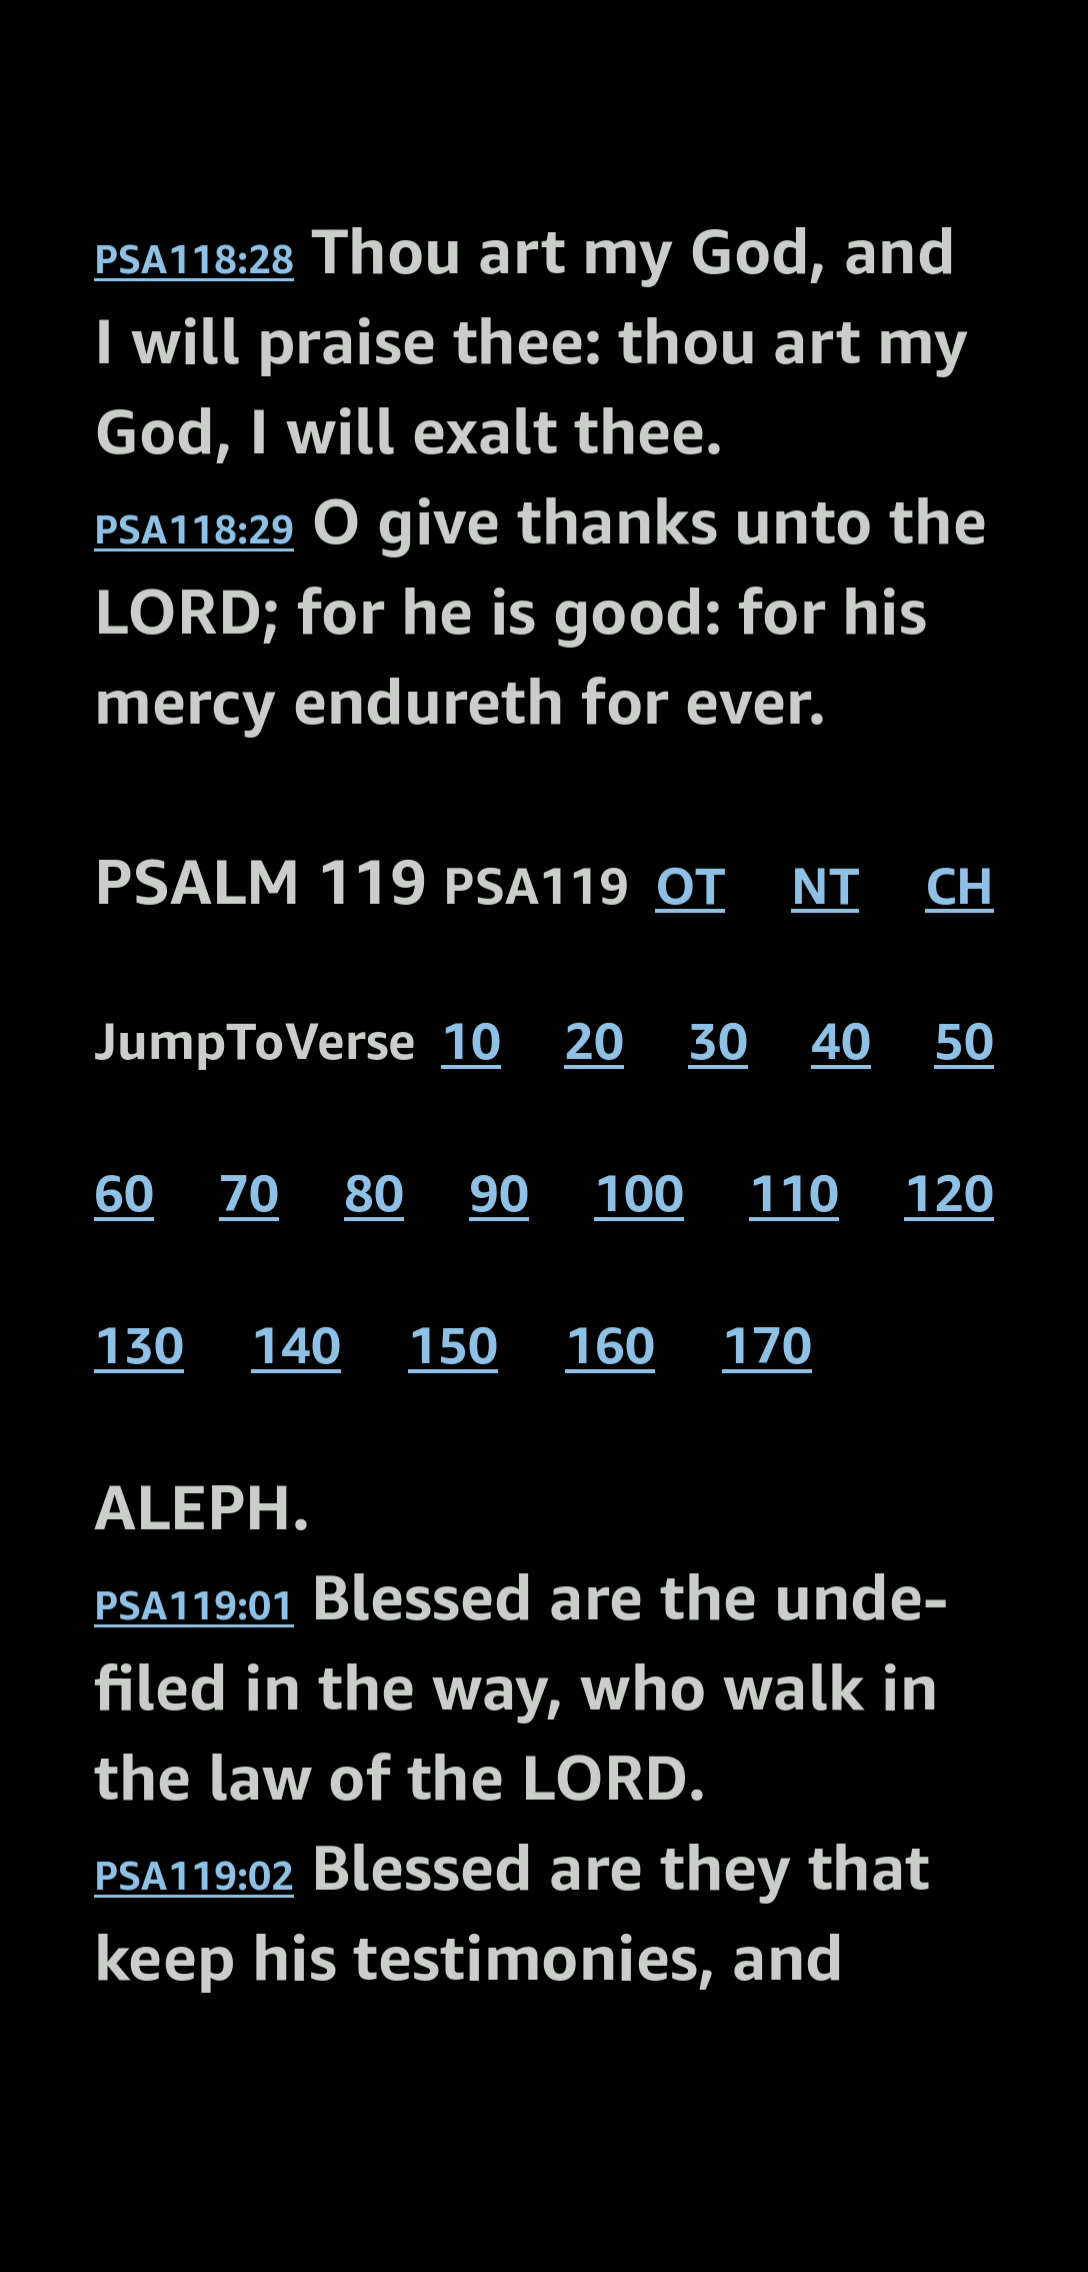 PSA118:28 Thou art my God, and
I will praise thee: thou art my
God, I will exalt thee.
PSA118:29 O give thanks unto the
LORD; for he is good: for his
mercy endureth for ever.
PSALM 119 PSA119 OT NT CH
JumpToVerse 10 20 30 40 50
60 70 80 90 100 110 120
130 140 150 160 170
ALEPH.
PSA119:01 Blessed are the unde-
filed in the way, who walk in
the law of the LORD.
PSA119:02 Blessed are they that
keep his testimonies, and